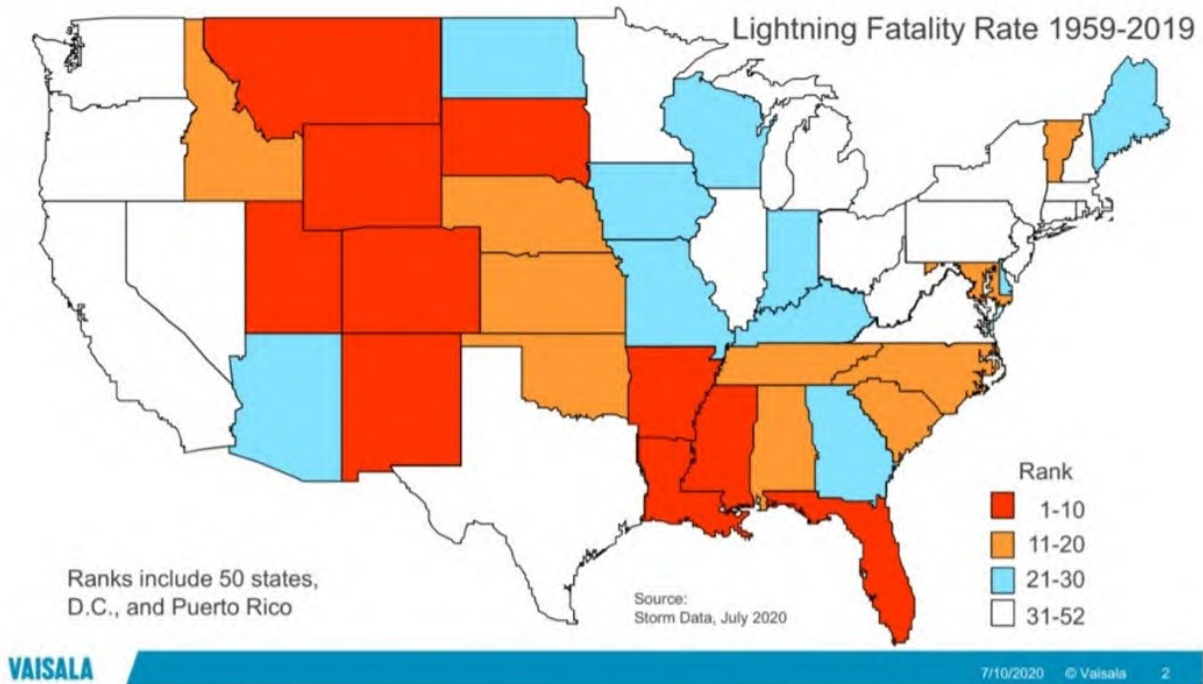 Lightning Fatality Rate 1959-2019
Rank
1-10
11-20
21-30
31-52
Ranks include 50 states,
D.C., and Puerto Rico
Source:
Storm Data, July 2020
VAISALA
7/10/2020 © Vaisala 2